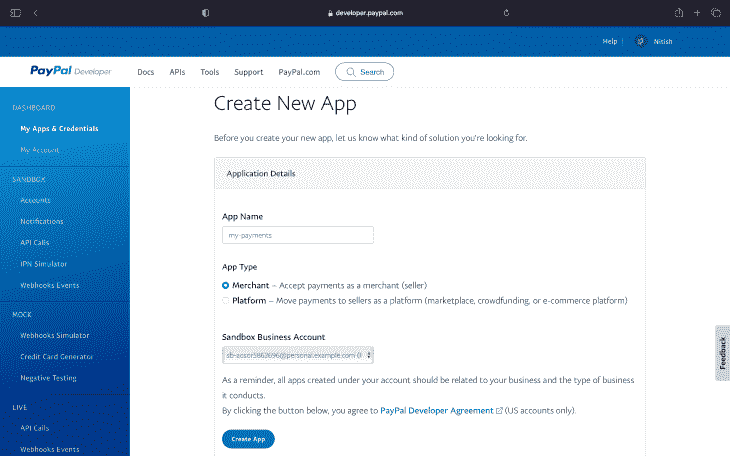 developer.paypal.com
Help
Nitish
PayPal Developer
Docs
APIs
Tools
Support
PayPal.com
Search
DASHBOARD
My Apps & Credentials
My Account
SANDBOX
Accounts
Notifications
API Calls
IPN Simulator
Webhooks Events
MOCK
Webhooks Simulator
Credit Card Generator
Negative Testing
LIVE
API Calls
Webhooks Events
Create New App
Before you create your new app, let us know what kind of solution you're looking for.
Application Details
App Name
my-payments
App Type
Merchant – Accept payments as a merchant (seller)
Platform – Move payments to sellers as a platform (marketplace, crowdfunding, or e-commerce platform)
Sandbox Business Account
As a reminder, all apps created under your account should be related to your business and the type of business
it conducts.
By clicking the button below, you agree to PayPal Developer Agreement (US accounts only).
Create App
Feedback